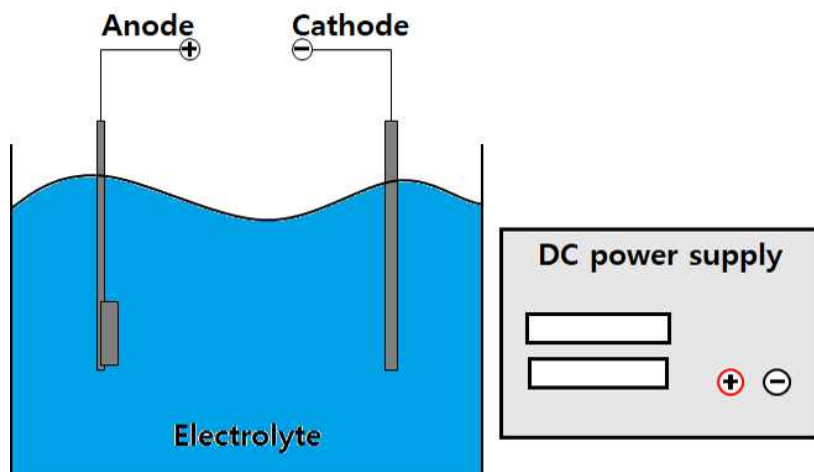 Anode
Cathode
+
−
DC power supply
+
−
Electrolyte